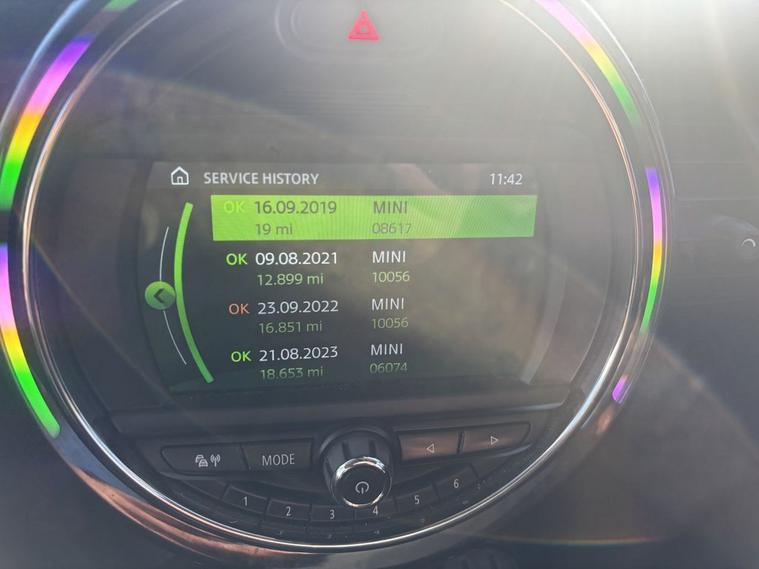 SERVICE HISTORY 11:42
OK 16.09.2019 MINI
19 mi 08617
OK 09.08.2021 MINI
12.899 mi 10056
OK 23.09.2022 MINI
16.851 mi 10056
OK 21.08.2023 MINI
18.653 mi 06074
MODE
1 2 3 4 5 6